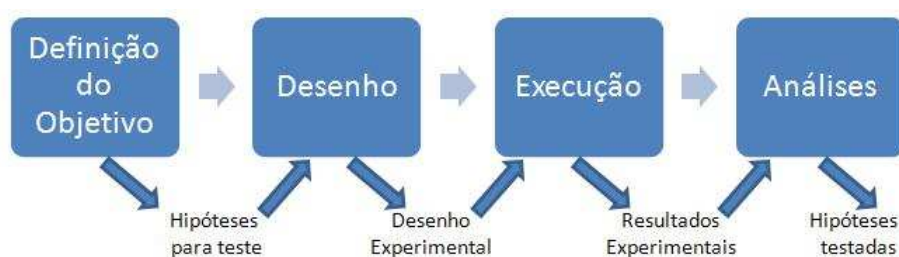 Definição
do
Objetivo
Desenho
Execução
Análises
Hipóteses
para teste
Desenho
Experimental
Resultados
Experimentais
Hipóteses
testadas